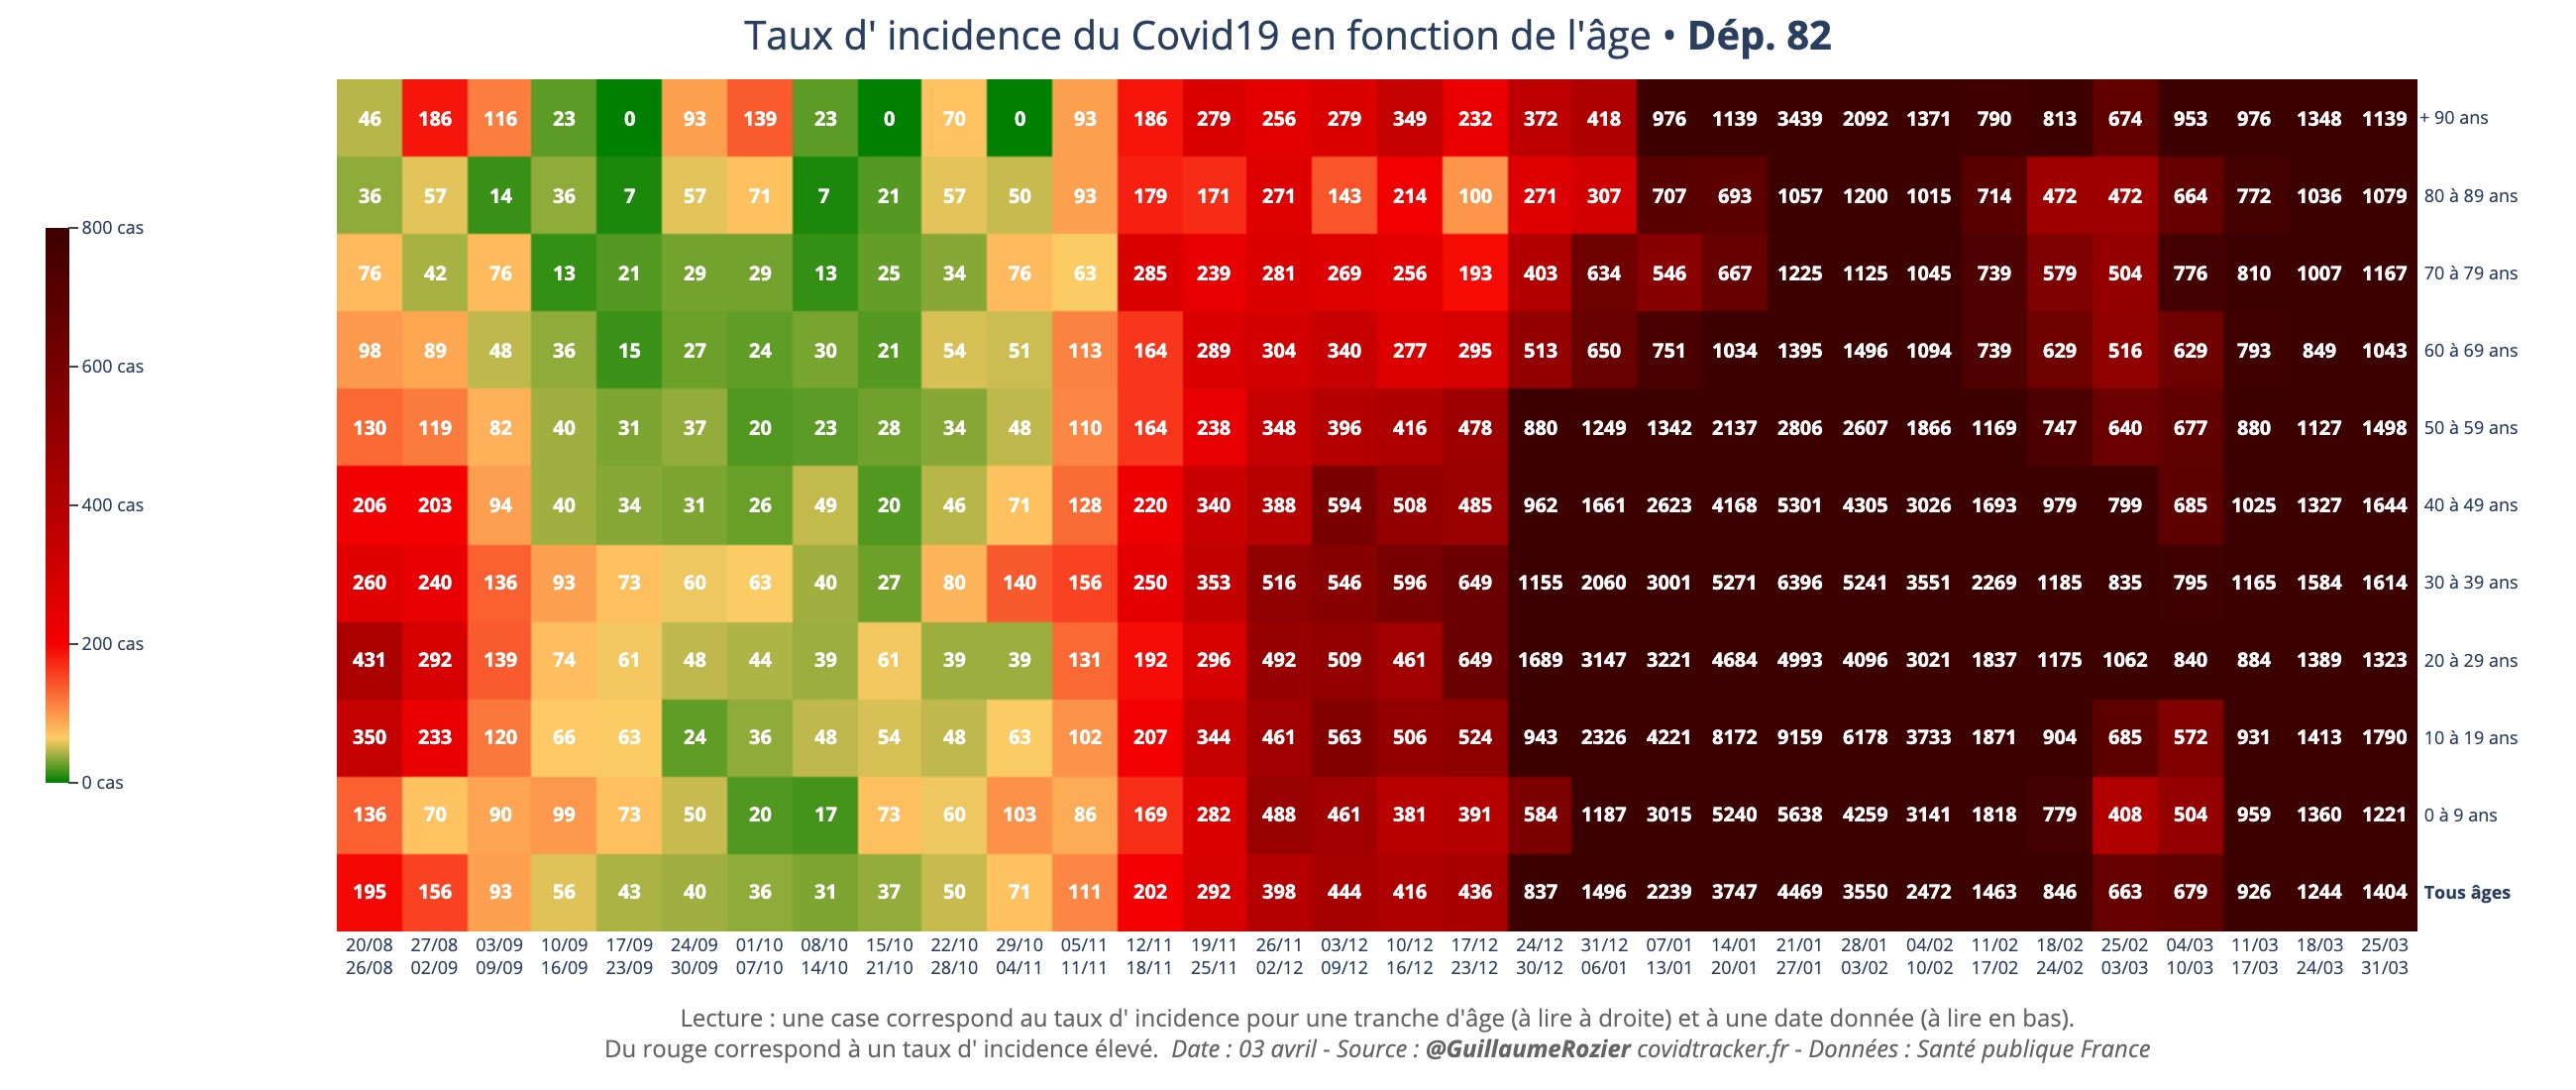 Taux d' incidence du Covid19 en fonction de l'âge • Dép. 82
46 186 116 23 0 93 139 23 0 70 0 93 186 279 256 279 349 232 372 418 976 1139 3439 2092 1371 790 813 674 953 976 1348 1139 + 90 ans
36 57 14 36 7 57 71 7 21 57 50 93 179 171 271 143 214 100 271 307 707 693 1057 1200 1015 714 472 472 664 772 1036 1079 80 à 89 ans
800 cas
76 42 76 13 21 29 29 13 25 34 76 63 285 239 281 269 256 193 403 634 546 667 1225 1125 1045 739 579 504 776 810 1007 1167 70 à 79 ans
98 89 48 36 15 27 24 30 21 54 51 113 164 289 304 340 277 295 513 650 751 1034 1395 1496 1094 739 629 516 629 793 849 1043 60 à 69 ans
600 cas
130 119 82 40 31 37 20 23 28 34 48 110 164 238 348 396 416 478 880 1249 1342 2137 2806 2607 1866 1169 747 640 677 880 1127 1498 50 à 59 ans
400 cas
206 203 94 40 34 31 26 49 20 46 71 128 220 340 388 594 508 485 962 1661 2623 4168 5301 4305 3026 1693 979 799 685 1025 1327 1644 40 à 49 ans
260 240 136 93 73 60 63 40 27 80 140 156 250 353 516 546 596 649 1155 2060 3001 5271 6396 5241 3551 2269 1185 835 795 1165 1584 1614 30 à 39 ans
200 cas
431 292 139 74 61 48 44 39 61 39 39 131 192 296 492 509 461 649 1689 3147 3221 4684 4993 4096 3021 1837 1175 1062 840 884 1389 1323 20 à 29 ans
350 233 120 66 63 24 36 48 54 48 63 102 207 344 461 563 506 524 943 2326 4221 8172 9159 6178 3733 1871 904 685 572 931 1413 1790 10 à 19 ans
0 cas
136 70 90 99 73 50 20 17 73 60 103 86 169 282 488 461 381 391 584 1187 3015 5240 5638 4259 3141 1818 779 408 504 959 1360 1221 0 à 9 ans
195 156 93 56 43 40 36 31 37 50 71 111 202 292 398 444 416 436 837 1496 2239 3747 4469 3550 2472 1463 846 663 679 926 1244 1404 Tous âges
20/08 27/08 03/09 10/09 17/09 24/09 01/10 08/10 15/10 22/10 29/10 05/11 12/11 19/11 26/11 03/12 10/12 17/12 24/12 31/12 07/01 14/01 21/01 28/01 04/02 11/02 18/02 25/02 04/03 11/03 18/03 25/03
26/08 02/09 09/09 16/09 23/09 30/09 07/10 14/10 21/10 28/10 04/11 11/11 18/11 25/11 02/12 09/12 16/12 23/12 30/12 06/01 13/01 20/01 27/01 03/02 10/02 17/02 24/02 03/03 10/03 17/03 24/03 31/03
Lecture : une case correspond au taux d' incidence pour une tranche d'âge (à lire à droite) et à une date donnée (à lire en bas).
Du rouge correspond à un taux d' incidence élevé. Date : 03 avril - Source : @GuillaumeRozier covidtracker.fr - Données : Santé publique France